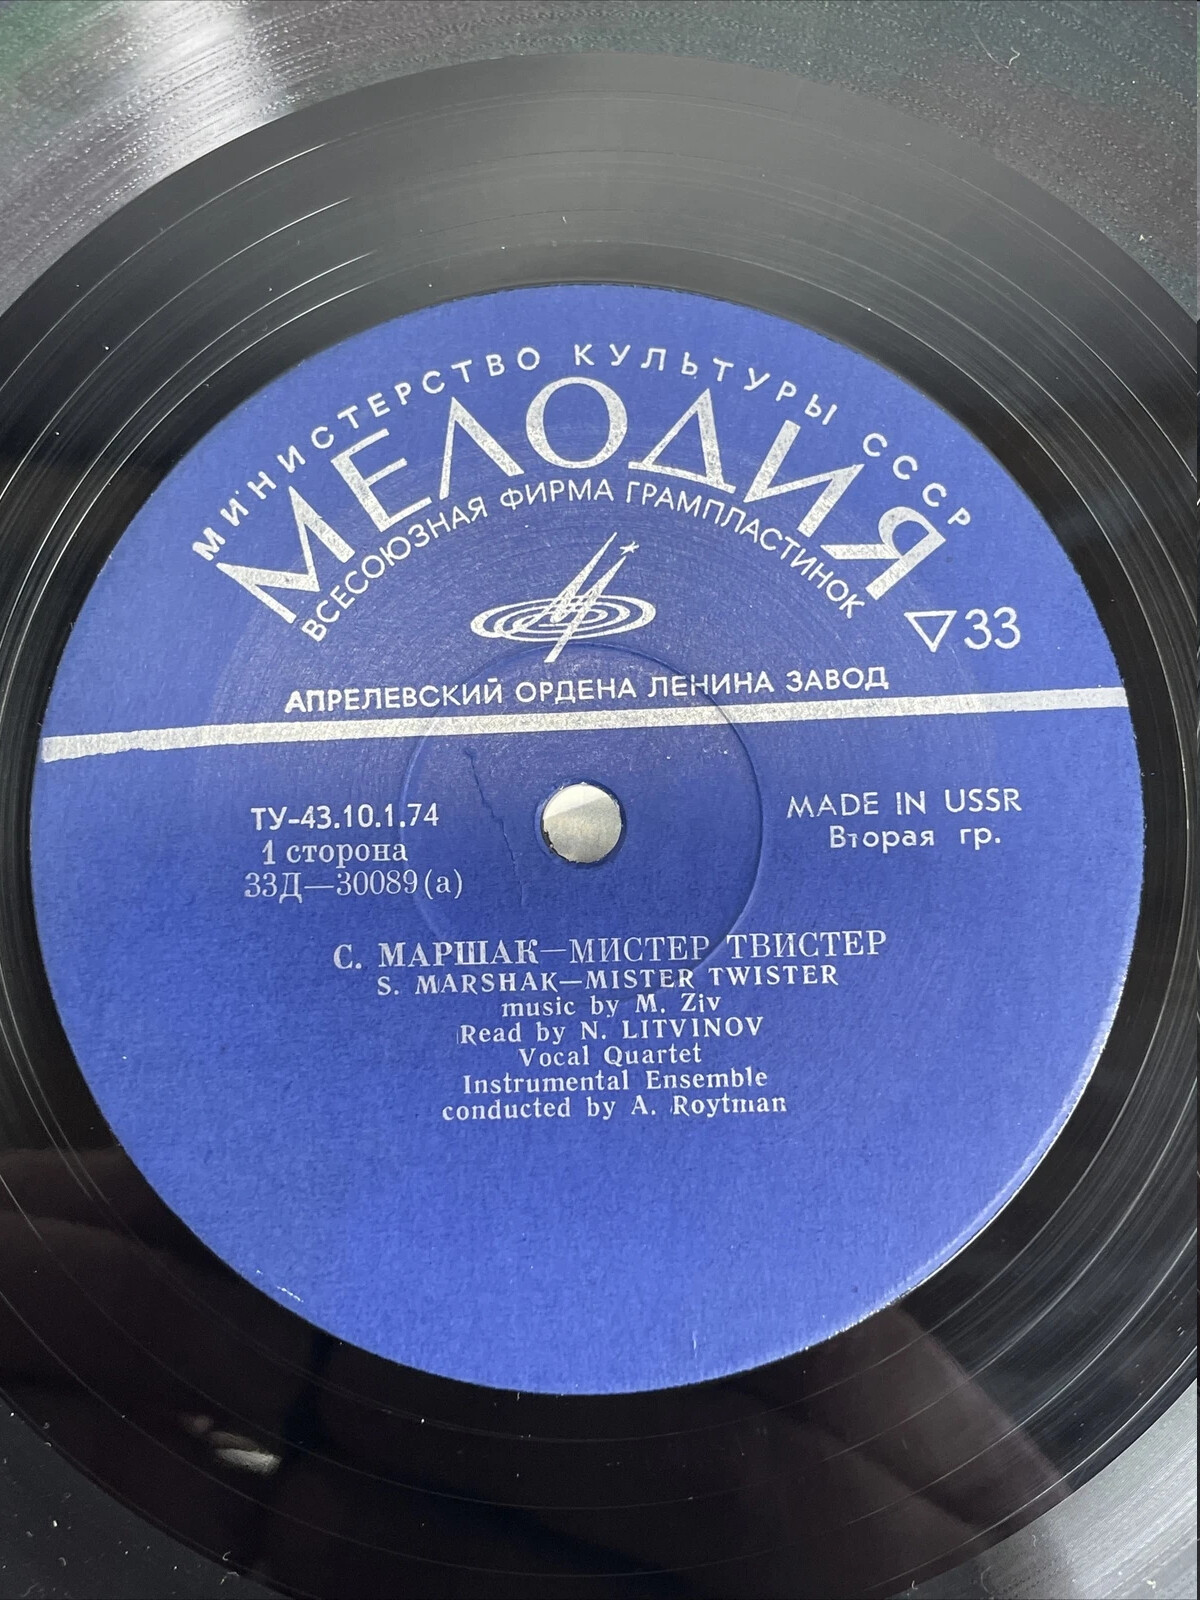 МИНИСТЕРСТВО КУЛЬТУРЫ СССР
МЕЛОДИЯ
ВСЕСОЮЗНАЯ ФИРМА ГРАМПЛАСТИНОК
▽33
АПРЕЛЕВСКИЙ ОРДЕНА ЛЕНИНА ЗАВОД
ТУ-43.10.1.74
1 сторона
33Д—30089(а)
MADE IN USSR
Вторая гр.
С. МАРШАК—МИСТЕР ТВИСТЕР
S. MARSHAK—MISTER TWISTER
music by M. Ziv
Read by N. LITVINOV
Vocal Quartet
Instrumental Ensemble
conducted by A. Roytman